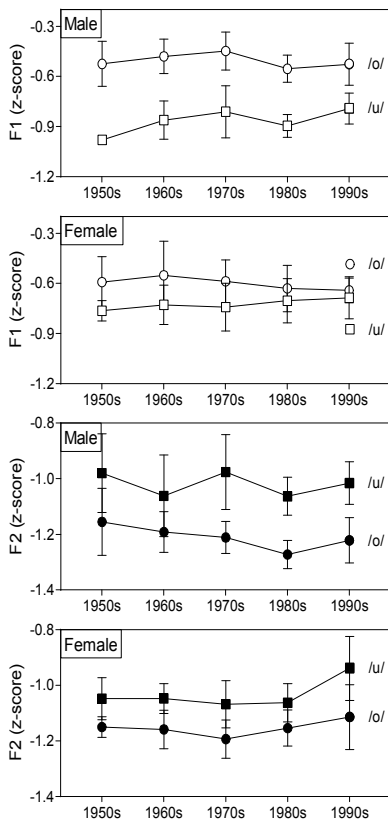 Male
F1 (z-score)
-0.3
-0.6
-0.9
-1.2
/o/
/u/
1950s 1960s 1970s 1980s 1990s
Female
F1 (z-score)
-0.3
-0.6
-0.9
-1.2
/o/
/u/
1950s 1960s 1970s 1980s 1990s
Male
F2 (z-score)
-0.8
-1.0
-1.2
-1.4
/u/
/o/
1950s 1960s 1970s 1980s 1990s
Female
F2 (z-score)
-0.8
-1.0
-1.2
-1.4
/u/
/o/
1950s 1960s 1970s 1980s 1990s